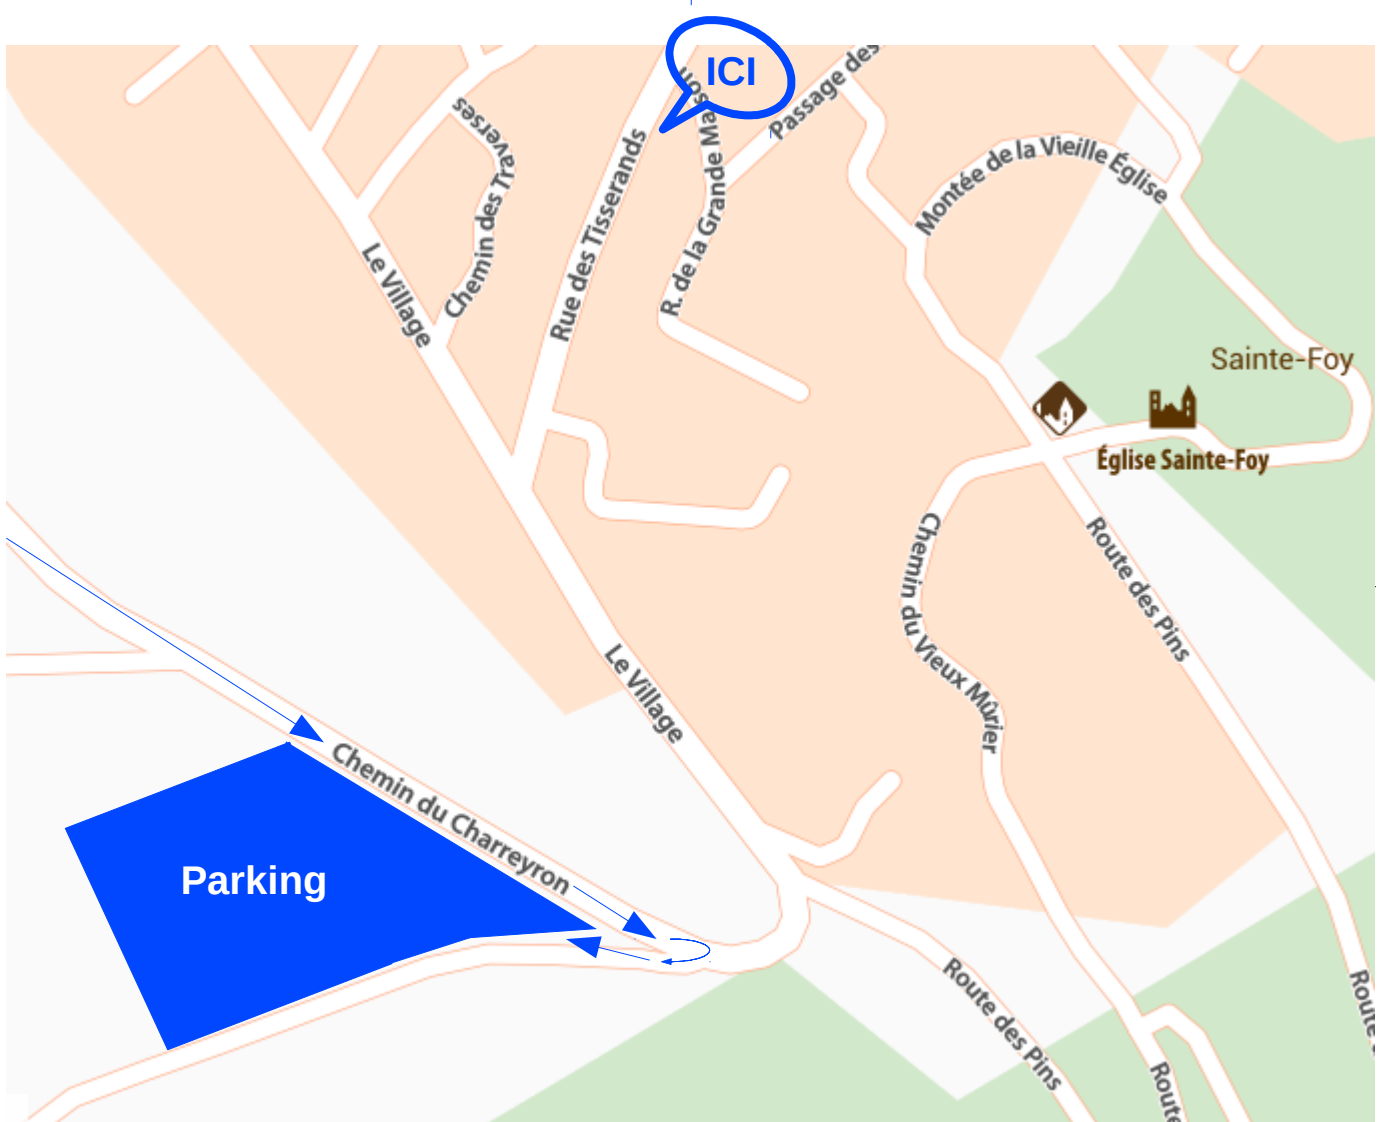 ICI
Passage des
R. de la Grande Maison
Chemin des Traverses
Rue des Tisserands
Montée de la Vieille Église
Le Village
Sainte-Foy
Église Sainte-Foy
Chemin du Vieux Mûrier
Route des Pins
Le Village
Chemin du Charreyron
Parking
Route des Pins
Route
Route